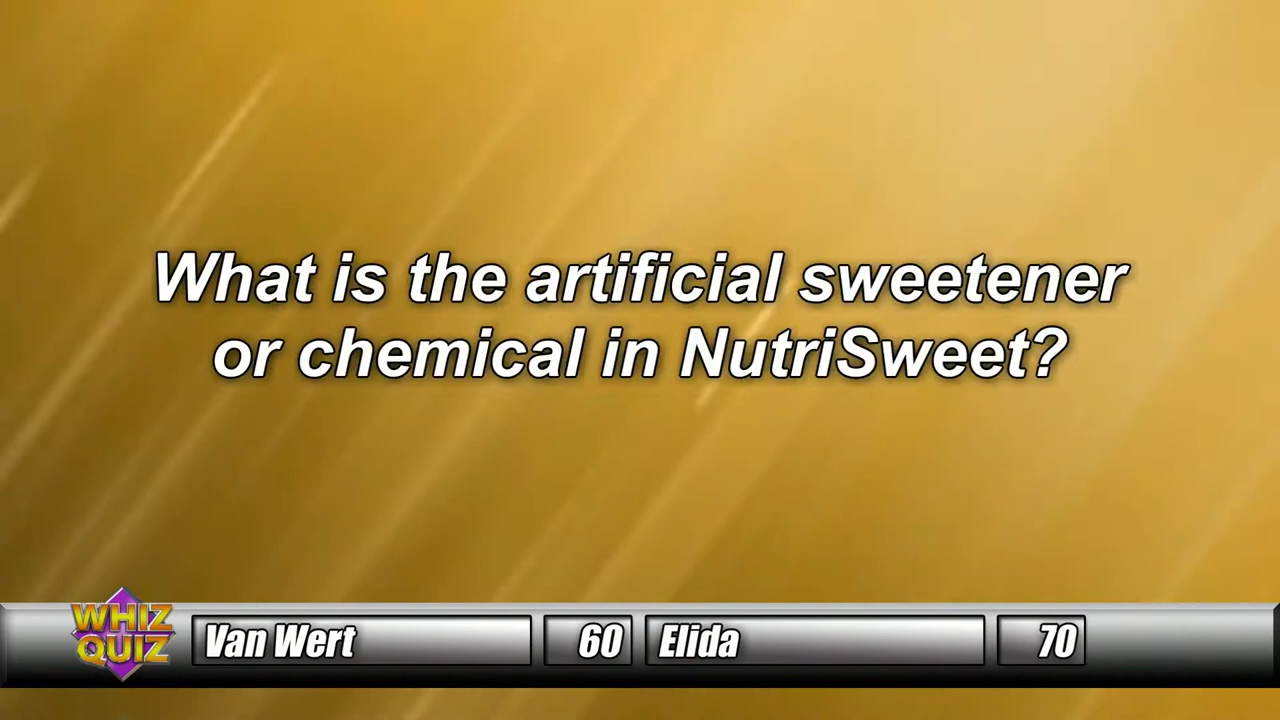 What is the artificial sweetener
or chemical in NutriSweet?
WHIZ
QUIZ
Van Wert 60 Elida 70